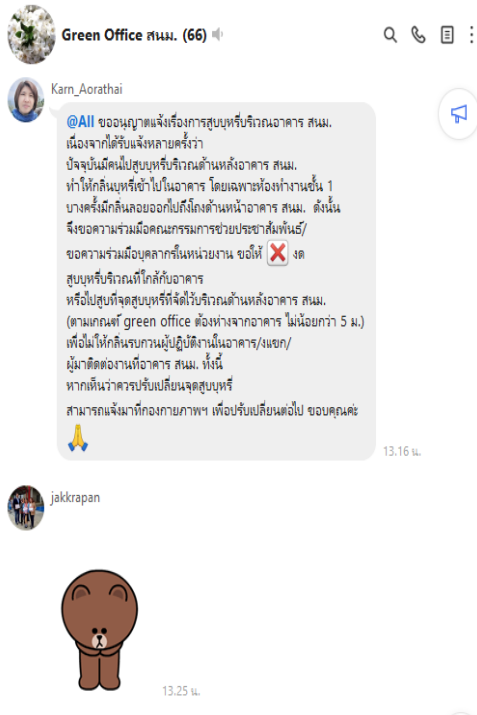 Green Office สนม. (66)
Karn_Aorathai
@All ขออนุญาตแจ้งเรื่องการสูบบุหรี่บริเวณอาคาร สนม.
เนื่องจากได้รับแจ้งหลายครั้งว่า
ปัจจุบันมีคนไปสูบบุหรี่บริเวณด้านหลังอาคาร สนม.
ทำให้กลิ่นบุหรี่เข้าไปในอาคาร โดยเฉพาะห้องทำงานชั้น 1
บางครั้งมีกลิ่นลอยออกไปถึงโถงด้านหน้าอาคาร สนม. ดังนั้น
จึงขอความร่วมมือคณะกรรมการช่วยประชาสัมพันธ์/
ขอความร่วมมือบุคลากรในหน่วยงาน ขอให้ ❌ งด
สูบบุหรี่บริเวณที่ใกล้กับอาคาร
หรือไปสูบที่จุดสูบบุหรี่ที่จัดไว้บริเวณด้านหลังอาคาร สนม.
(ตามเกณฑ์ green office ต้องห่างจากอาคาร ไม่น้อยกว่า 5 ม.)
เพื่อไม่ให้กลิ่นรบกวนผู้ปฏิบัติงานในอาคาร/งแขก/
ผู้มาติดต่องานที่อาคาร สนม. ทั้งนี้
หากเห็นว่าควรปรับเปลี่ยนจุดสูบบุหรี่
สามารถแจ้งมาที่กองกายภาพฯ เพื่อปรับเปลี่ยนต่อไป ขอบคุณค่ะ
🙏
13.16 น.
jakkrapan
13.25 น.